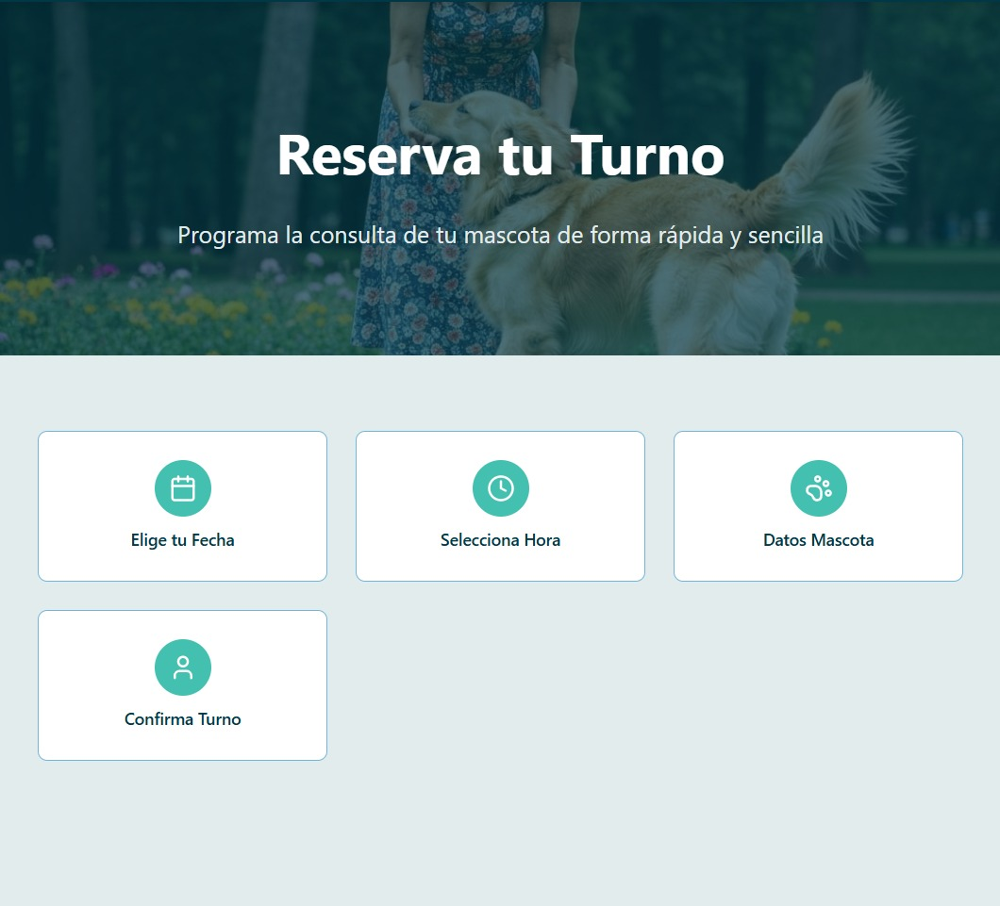 Reserva tu Turno
Programa la consulta de tu mascota de forma rápida y sencilla
Elige tu Fecha
Selecciona Hora
Datos Mascota
Confirma Turno